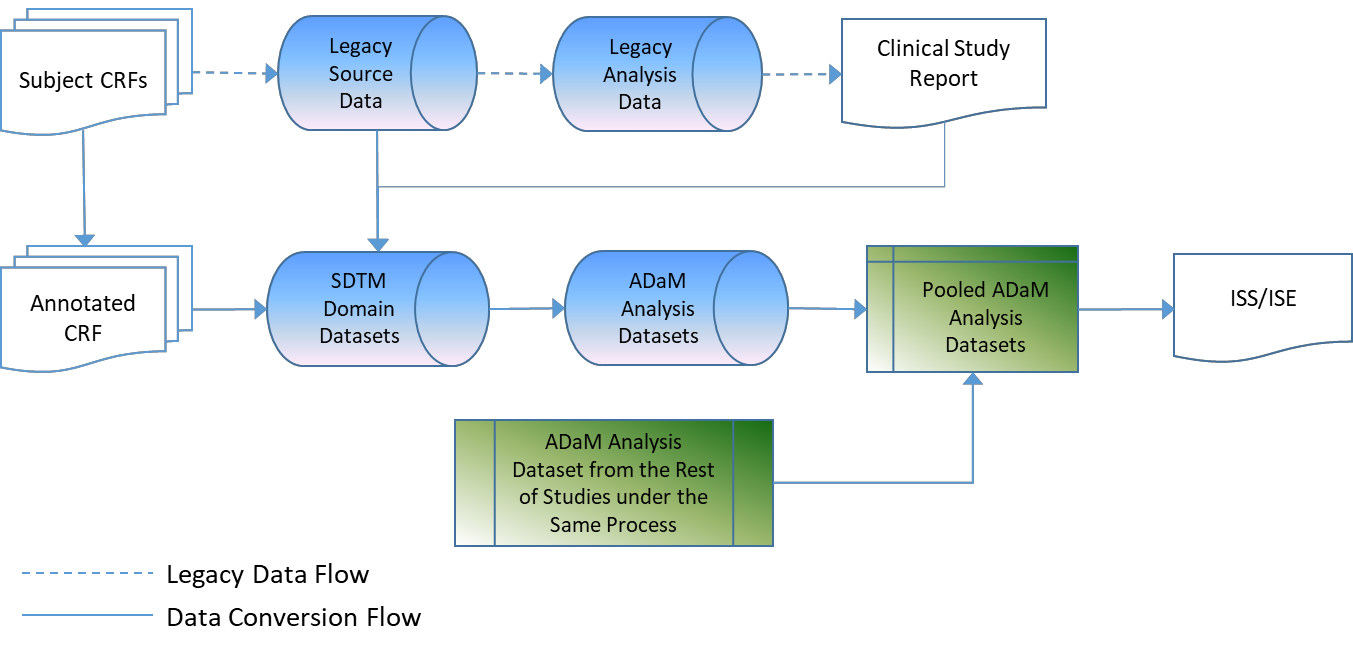 Subject CRFs
Legacy
Source
Data
Legacy
Analysis
Data
Clinical Study
Report
Annotated
CRF
SDTM
Domain
Datasets
ADaM
Analysis
Datasets
Pooled ADaM
Analysis
Datasets
ISS/ISE
ADaM Analysis
Dataset from the Rest
of Studies under the
Same Process
Legacy Data Flow
Data Conversion Flow